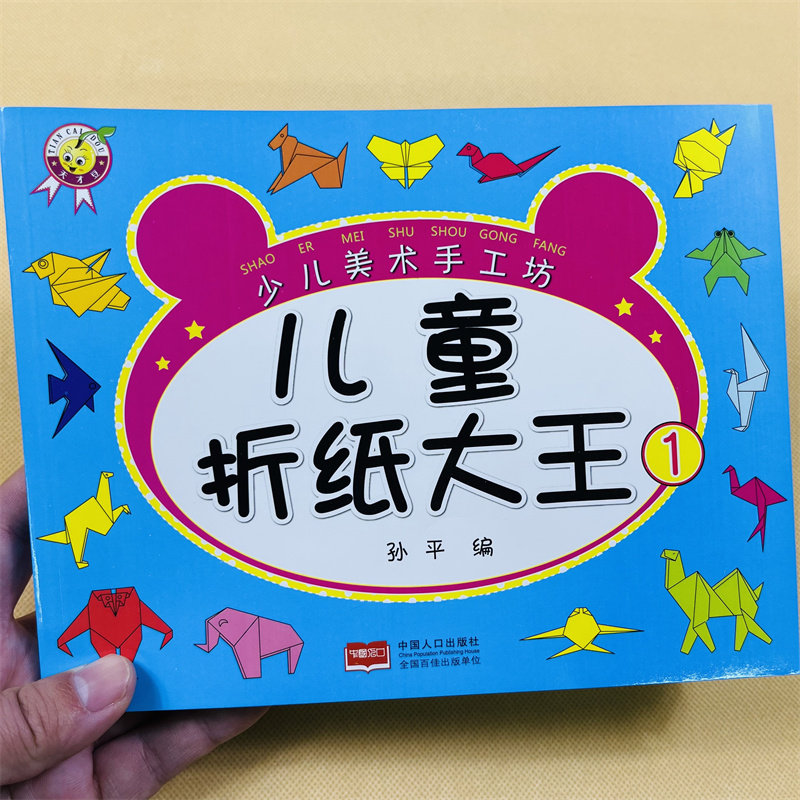 TIAN CAI DOU
天才豆
SHAO ER MEI SHU SHOU GONG FANG
少儿美术手工坊
儿童
折纸大王
1
孙平 编
中国人口出版社
China Population Publishing House
全国百佳出版单位